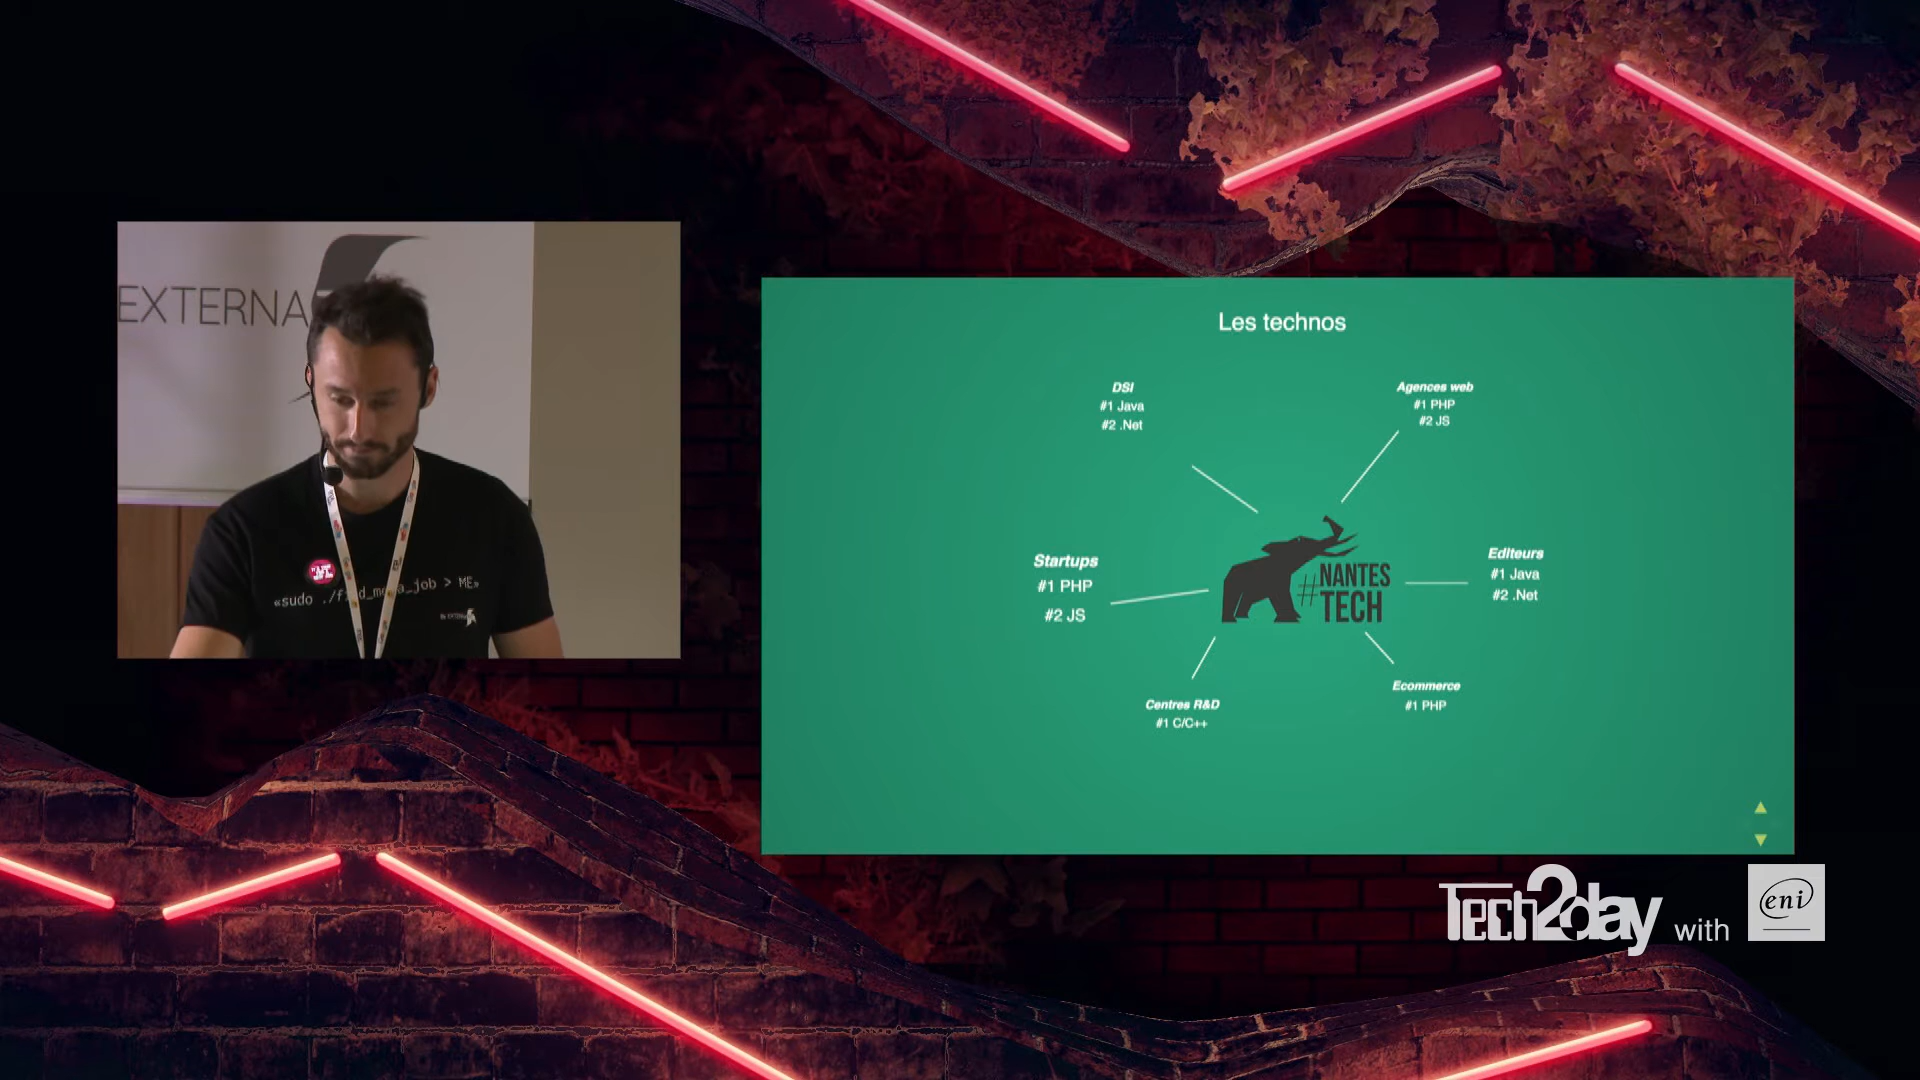 EXTERNA
«sudo ./f
_job > ME»
Les technos
DSI
#1 Java
#2 .Net
Agences web
#1 PHP
#2 JS
Startups
#1 PHP
#2 JS
#NANTES
TECH
Editeurs
#1 Java
#2 .Net
Centres R&D
#1 C/C++
Ecommerce
#1 PHP
Tech2day with eni